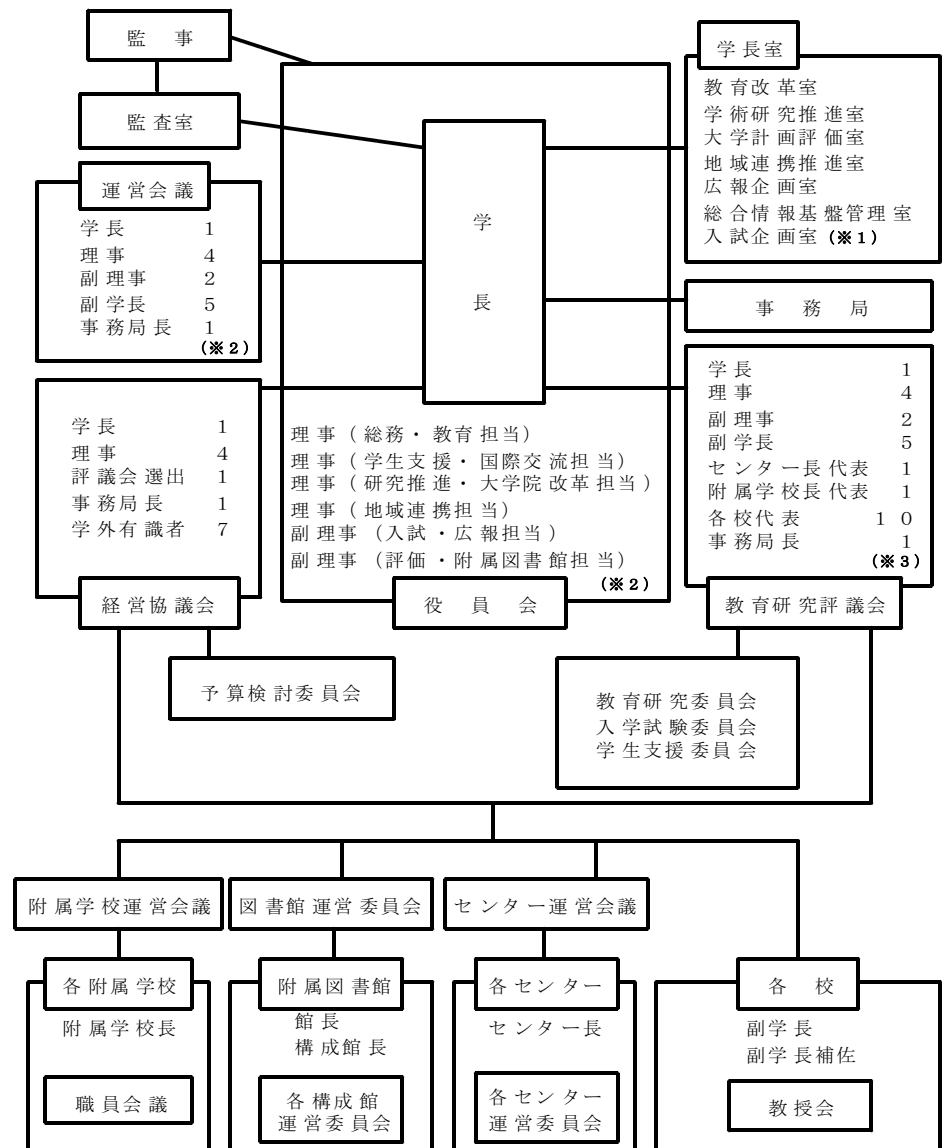 監事
監査室
学長室
教育改革室
学術研究推進室
大学計画評価室
地域連携推進室
広報企画室
総合情報基盤管理室
入試企画室(※1)
運営会議
学長 1
理事 4
副理事 2
副学長 5
事務局長 1
(※2)
学
長
事務局
学長 1
理事 4
評議会選出 1
事務局長 1
学外有識者 7
経営協議会
理事(総務・教育担当)
理事(学生支援・国際交流担当)
理事(研究推進・大学院改革担当)
理事(地域連携担当)
副理事(入試・広報担当)
副理事(評価・附属図書館担当)
(※2)
役員会
学長 1
理事 4
副理事 2
副学長 5
センター長代表 1
附属学校長代表 1
各校代表 10
事務局長 1
(※3)
教育研究評議会
予算検討委員会
教育研究委員会
入学試験委員会
学生支援委員会
附属学校運営会議
図書館運営委員会
センター運営会議
各附属学校
附属学校長
職員会議
附属図書館
館長
構成館長
各構成館
運営委員会
各センター
センター長
各センター
運営委員会
各校
副学長
副学長補佐
教授会